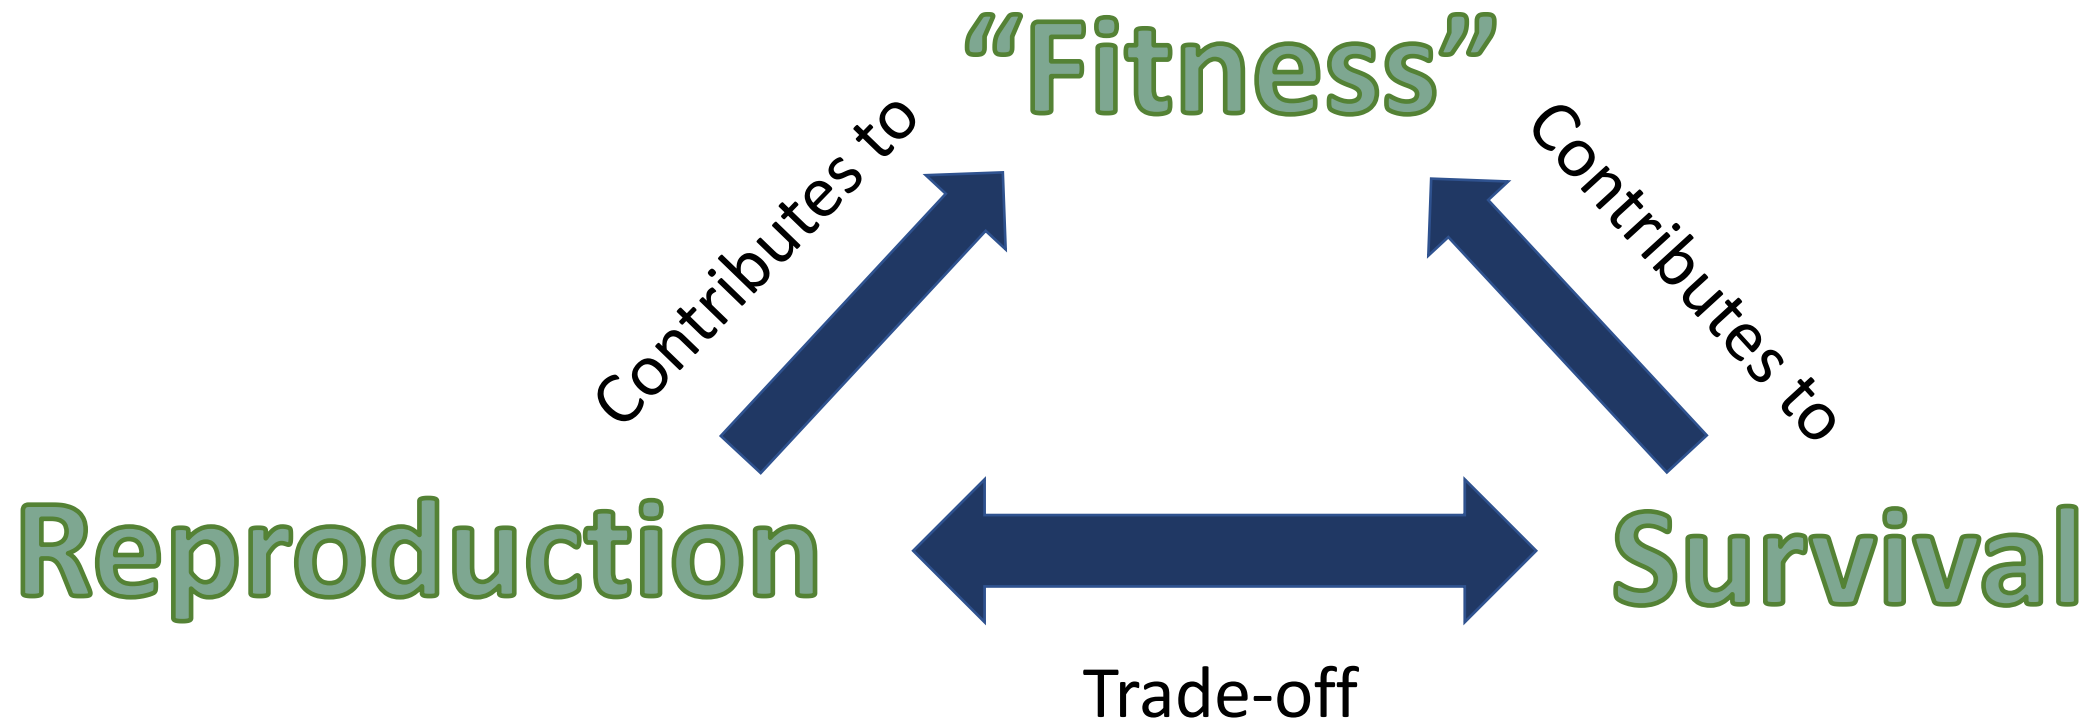 “Fitness”
Contributes to
Contributes to
Reproduction
Survival
Trade-off